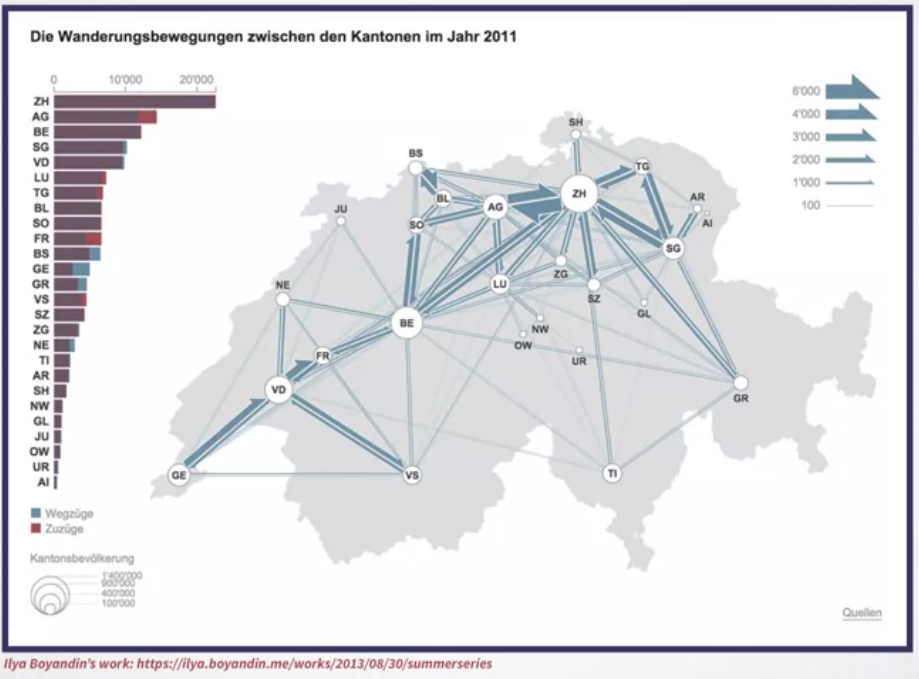 Die Wanderungsbewegungen zwischen den Kantonen im Jahr 2011
0 10'000 20'000
ZH
AG
BE
SG
VD
LU
TG
BL
SO
FR
BS
GE
GR
VS
SZ
ZG
NE
TI
AR
SH
NW
GL
JU
OW
UR
AI
Wegzüge
Zuzüge
Kantonsbevölkerung
1'400'000
900'000
400'000
100'000
6'000
4'000
3'000
2'000
1'000
100
SH
BS
TG
BL
ZH
AR
AG
JU
AI
SO
SG
ZG
LU
NE
SZ
GL
BE
NW
OW
FR
UR
VD
GR
GE
VS
TI
Quellen
Ilya Boyandin's work: https://ilya.boyandin.me/works/2013/08/30/summerseries